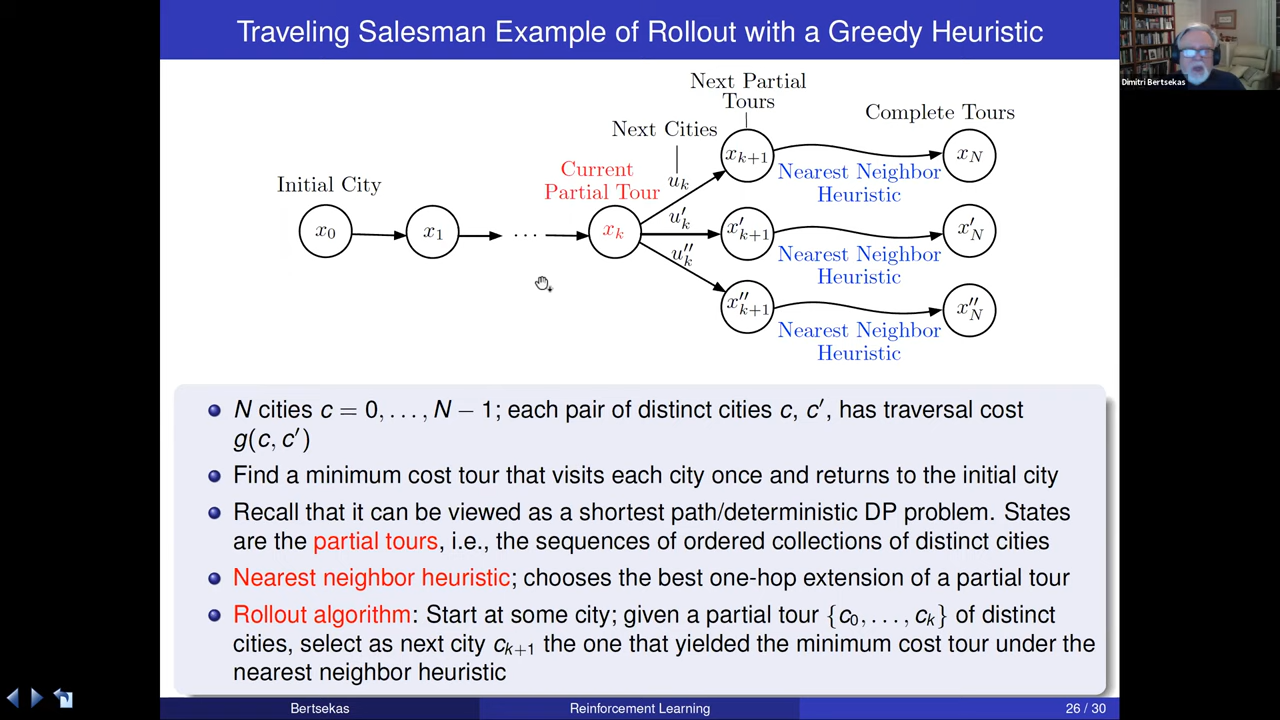 Traveling Salesman Example of Rollout with a Greedy Heuristic
Dimitri Bertsekas
Next Partial
Tours
Next Cities
Complete Tours
Current
Partial Tour
Initial City
x_0
x_1
...
x_k
u_k
u'_k
u''_k
x_{k+1}
x'_{k+1}
x''_{k+1}
Nearest Neighbor
Heuristic
Nearest Neighbor
Heuristic
Nearest Neighbor
Heuristic
x_N
x'_N
x''_N
N cities c = 0, . . . , N − 1; each pair of distinct cities c, c′, has traversal cost
g(c, c′)
Find a minimum cost tour that visits each city once and returns to the initial city
Recall that it can be viewed as a shortest path/deterministic DP problem. States
are the partial tours, i.e., the sequences of ordered collections of distinct cities
Nearest neighbor heuristic; chooses the best one-hop extension of a partial tour
Rollout algorithm: Start at some city; given a partial tour {c_0, . . . , c_k} of distinct
cities, select as next city c_{k+1} the one that yielded the minimum cost tour under the
nearest neighbor heuristic
Bertsekas
Reinforcement Learning
26 / 30